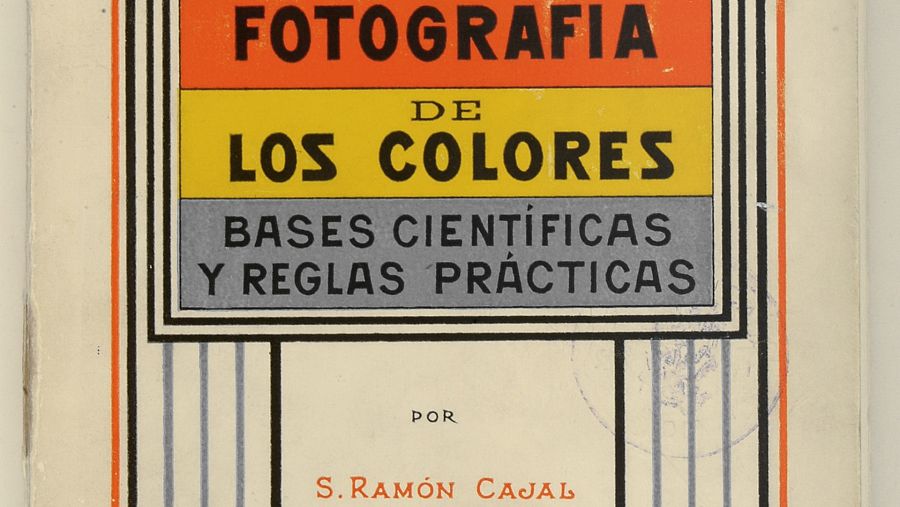 FOTOGRAFIA
DE
LOS COLORES
BASES CIENTÍFICAS
Y REGLAS PRÁCTICAS
POR
S. RAMÓN CAJAL